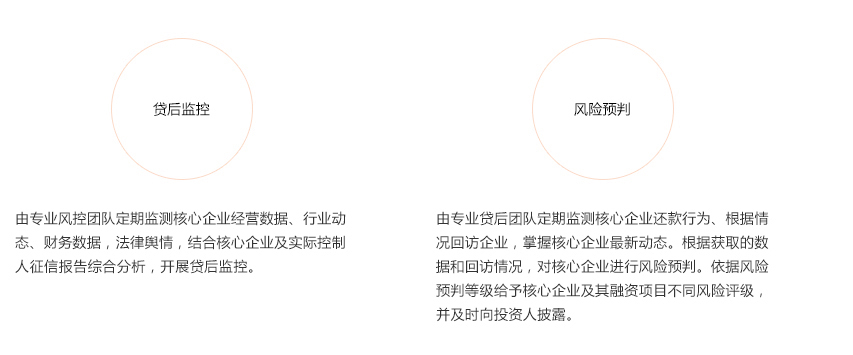 贷后监控
由专业风控团队定期监测核心企业经营数据、行业动
态、财务数据，法律舆情，结合核心企业及实际控制
人征信报告综合分析，开展贷后监控。
风险预判
由专业贷后团队定期监测核心企业还款行为、根据情
况回访企业，掌握核心企业最新动态。根据获取的数
据和回访情况，对核心企业进行风险预判。依据风险
预判等级给予核心企业及其融资项目不同风险评级，
并及时向投资人披露。